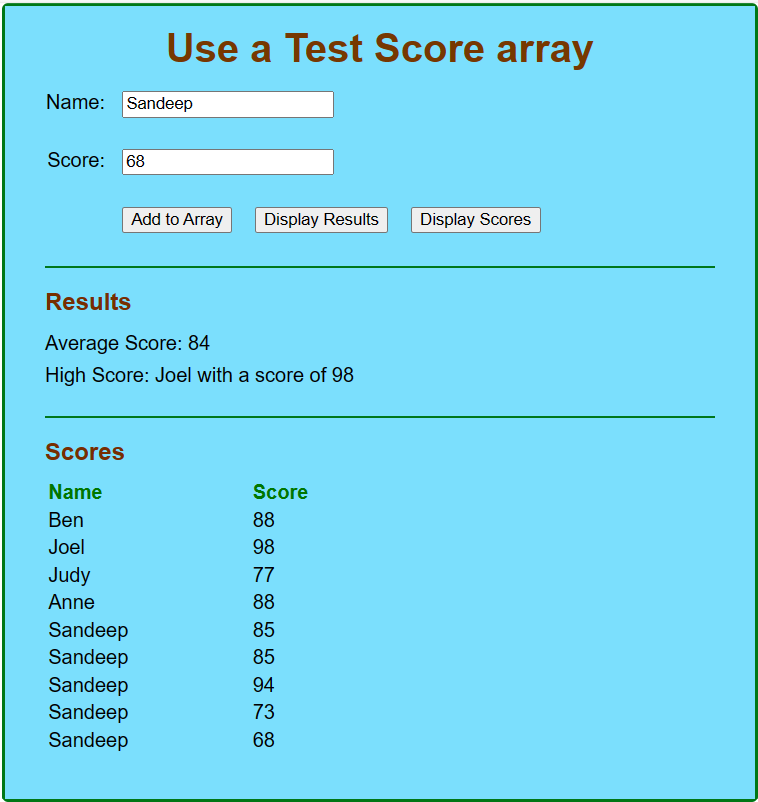 Use a Test Score array
Name: Sandeep
Score: 68
Add to Array Display Results Display Scores
Results
Average Score: 84
High Score: Joel with a score of 98
Scores
Name Score
Ben 88
Joel 98
Judy 77
Anne 88
Sandeep 85
Sandeep 85
Sandeep 94
Sandeep 73
Sandeep 68